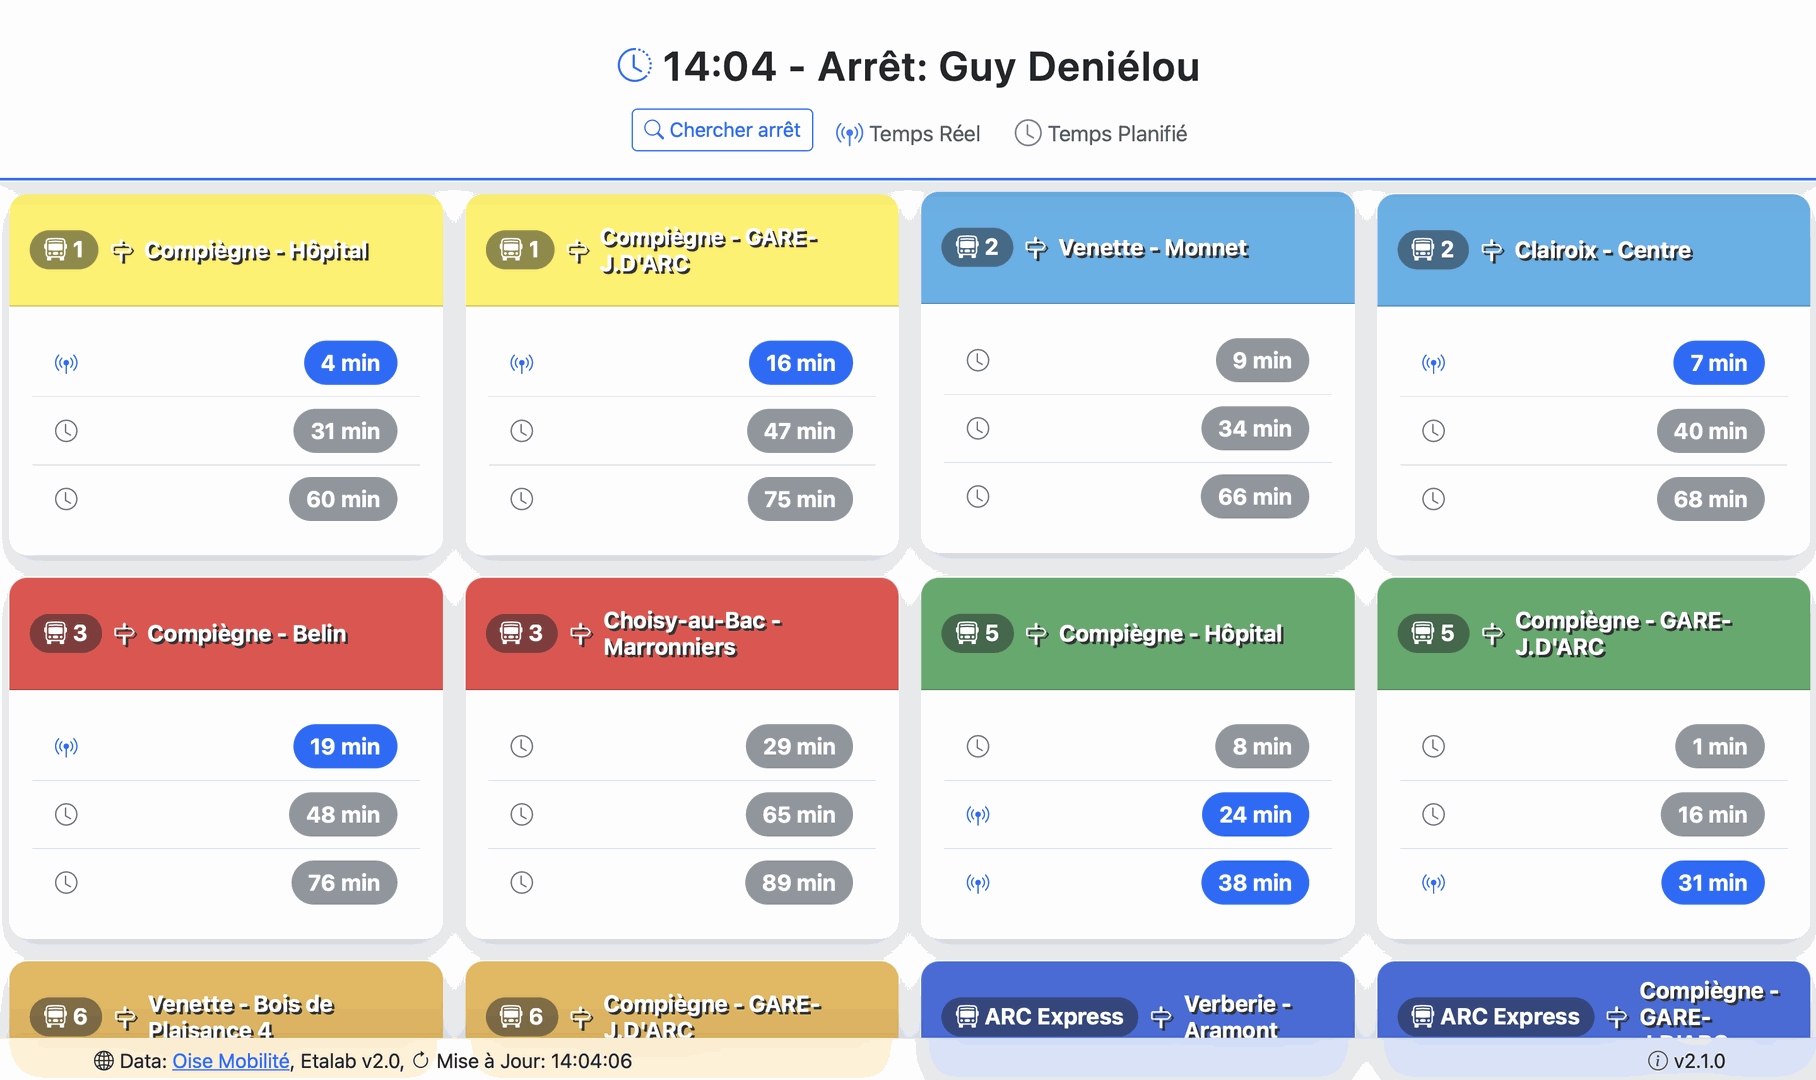 14:04 - Arrêt: Guy Deniélou
Chercher arrêt
Temps Réel
Temps Planifié
1
Compiègne - Hôpital
4 min
31 min
60 min
1
Compiègne - GARE-
J.D'ARC
16 min
47 min
75 min
2
Venette - Monnet
9 min
34 min
66 min
2
Clairoix - Centre
7 min
40 min
68 min
3
Compiègne - Belin
19 min
48 min
76 min
3
Choisy-au-Bac -
Marronniers
29 min
65 min
89 min
5
Compiègne - Hôpital
8 min
24 min
38 min
5
Compiègne - GARE-
J.D'ARC
1 min
16 min
31 min
6
Venette - Bois de
Plaisance 4
6
Compiègne - GARE-
J.D'ARC
ARC Express
Verberie -
Aramont
ARC Express
Compiègne -
GARE-
J.D'ARC
Data: Oise Mobilité, Etalab v2.0, Mise à Jour: 14:04:06
v2.1.0